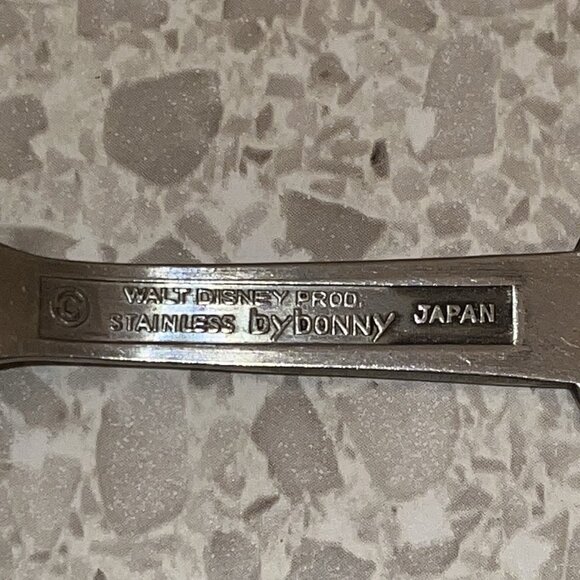 © WALT DISNEY PROD.
STAINLESS byBONNY JAPAN